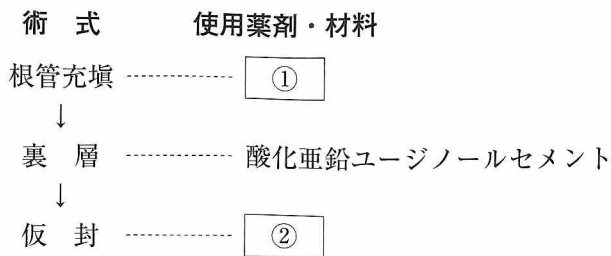 術 式 使用薬剤・材料
根管充塡 ---------- ①
↓
裏 層 ---------- 酸化亜鉛ユージノールセメント
↓
仮 封 ---------- ②